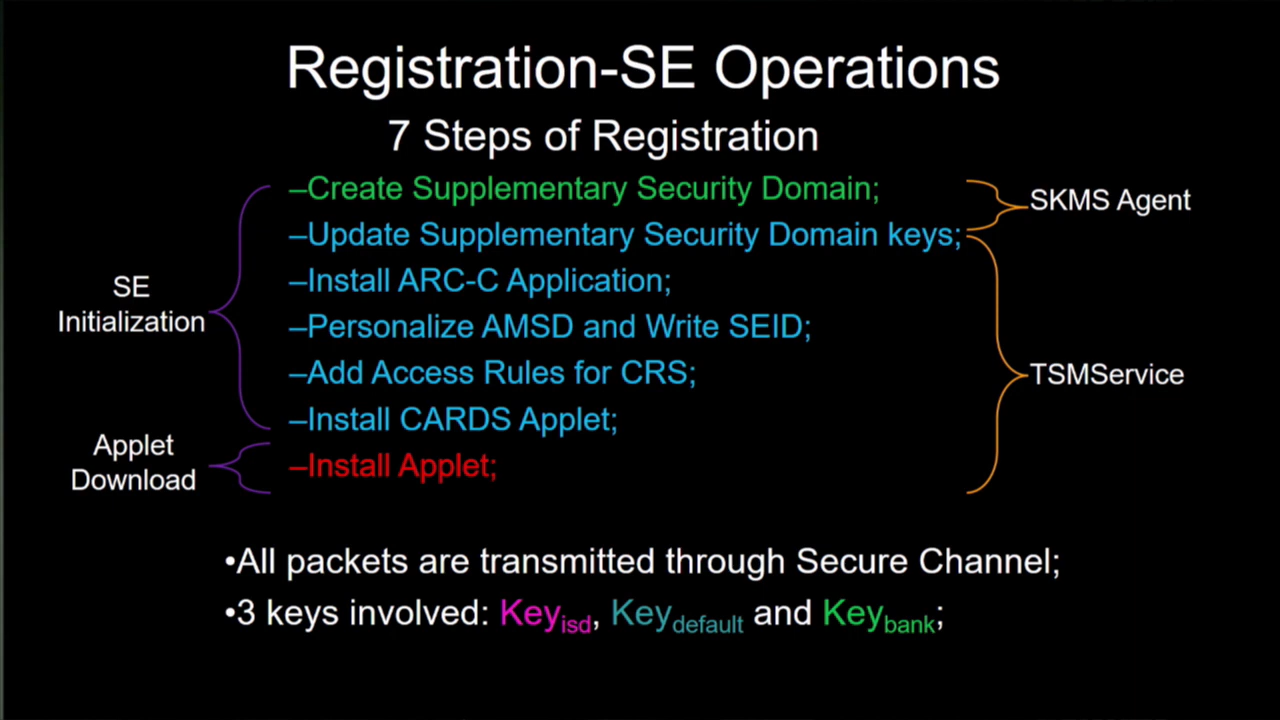 Registration-SE Operations
7 Steps of Registration
–Create Supplementary Security Domain;
SKMS Agent
–Update Supplementary Security Domain keys;
–Install ARC-C Application;
SE
Initialization
–Personalize AMSD and Write SEID;
–Add Access Rules for CRS;
TSMService
–Install CARDS Applet;
Applet
Download
–Install Applet;
•All packets are transmitted through Secure Channel;
•3 keys involved: Keyisd, Keydefault and Keybank;